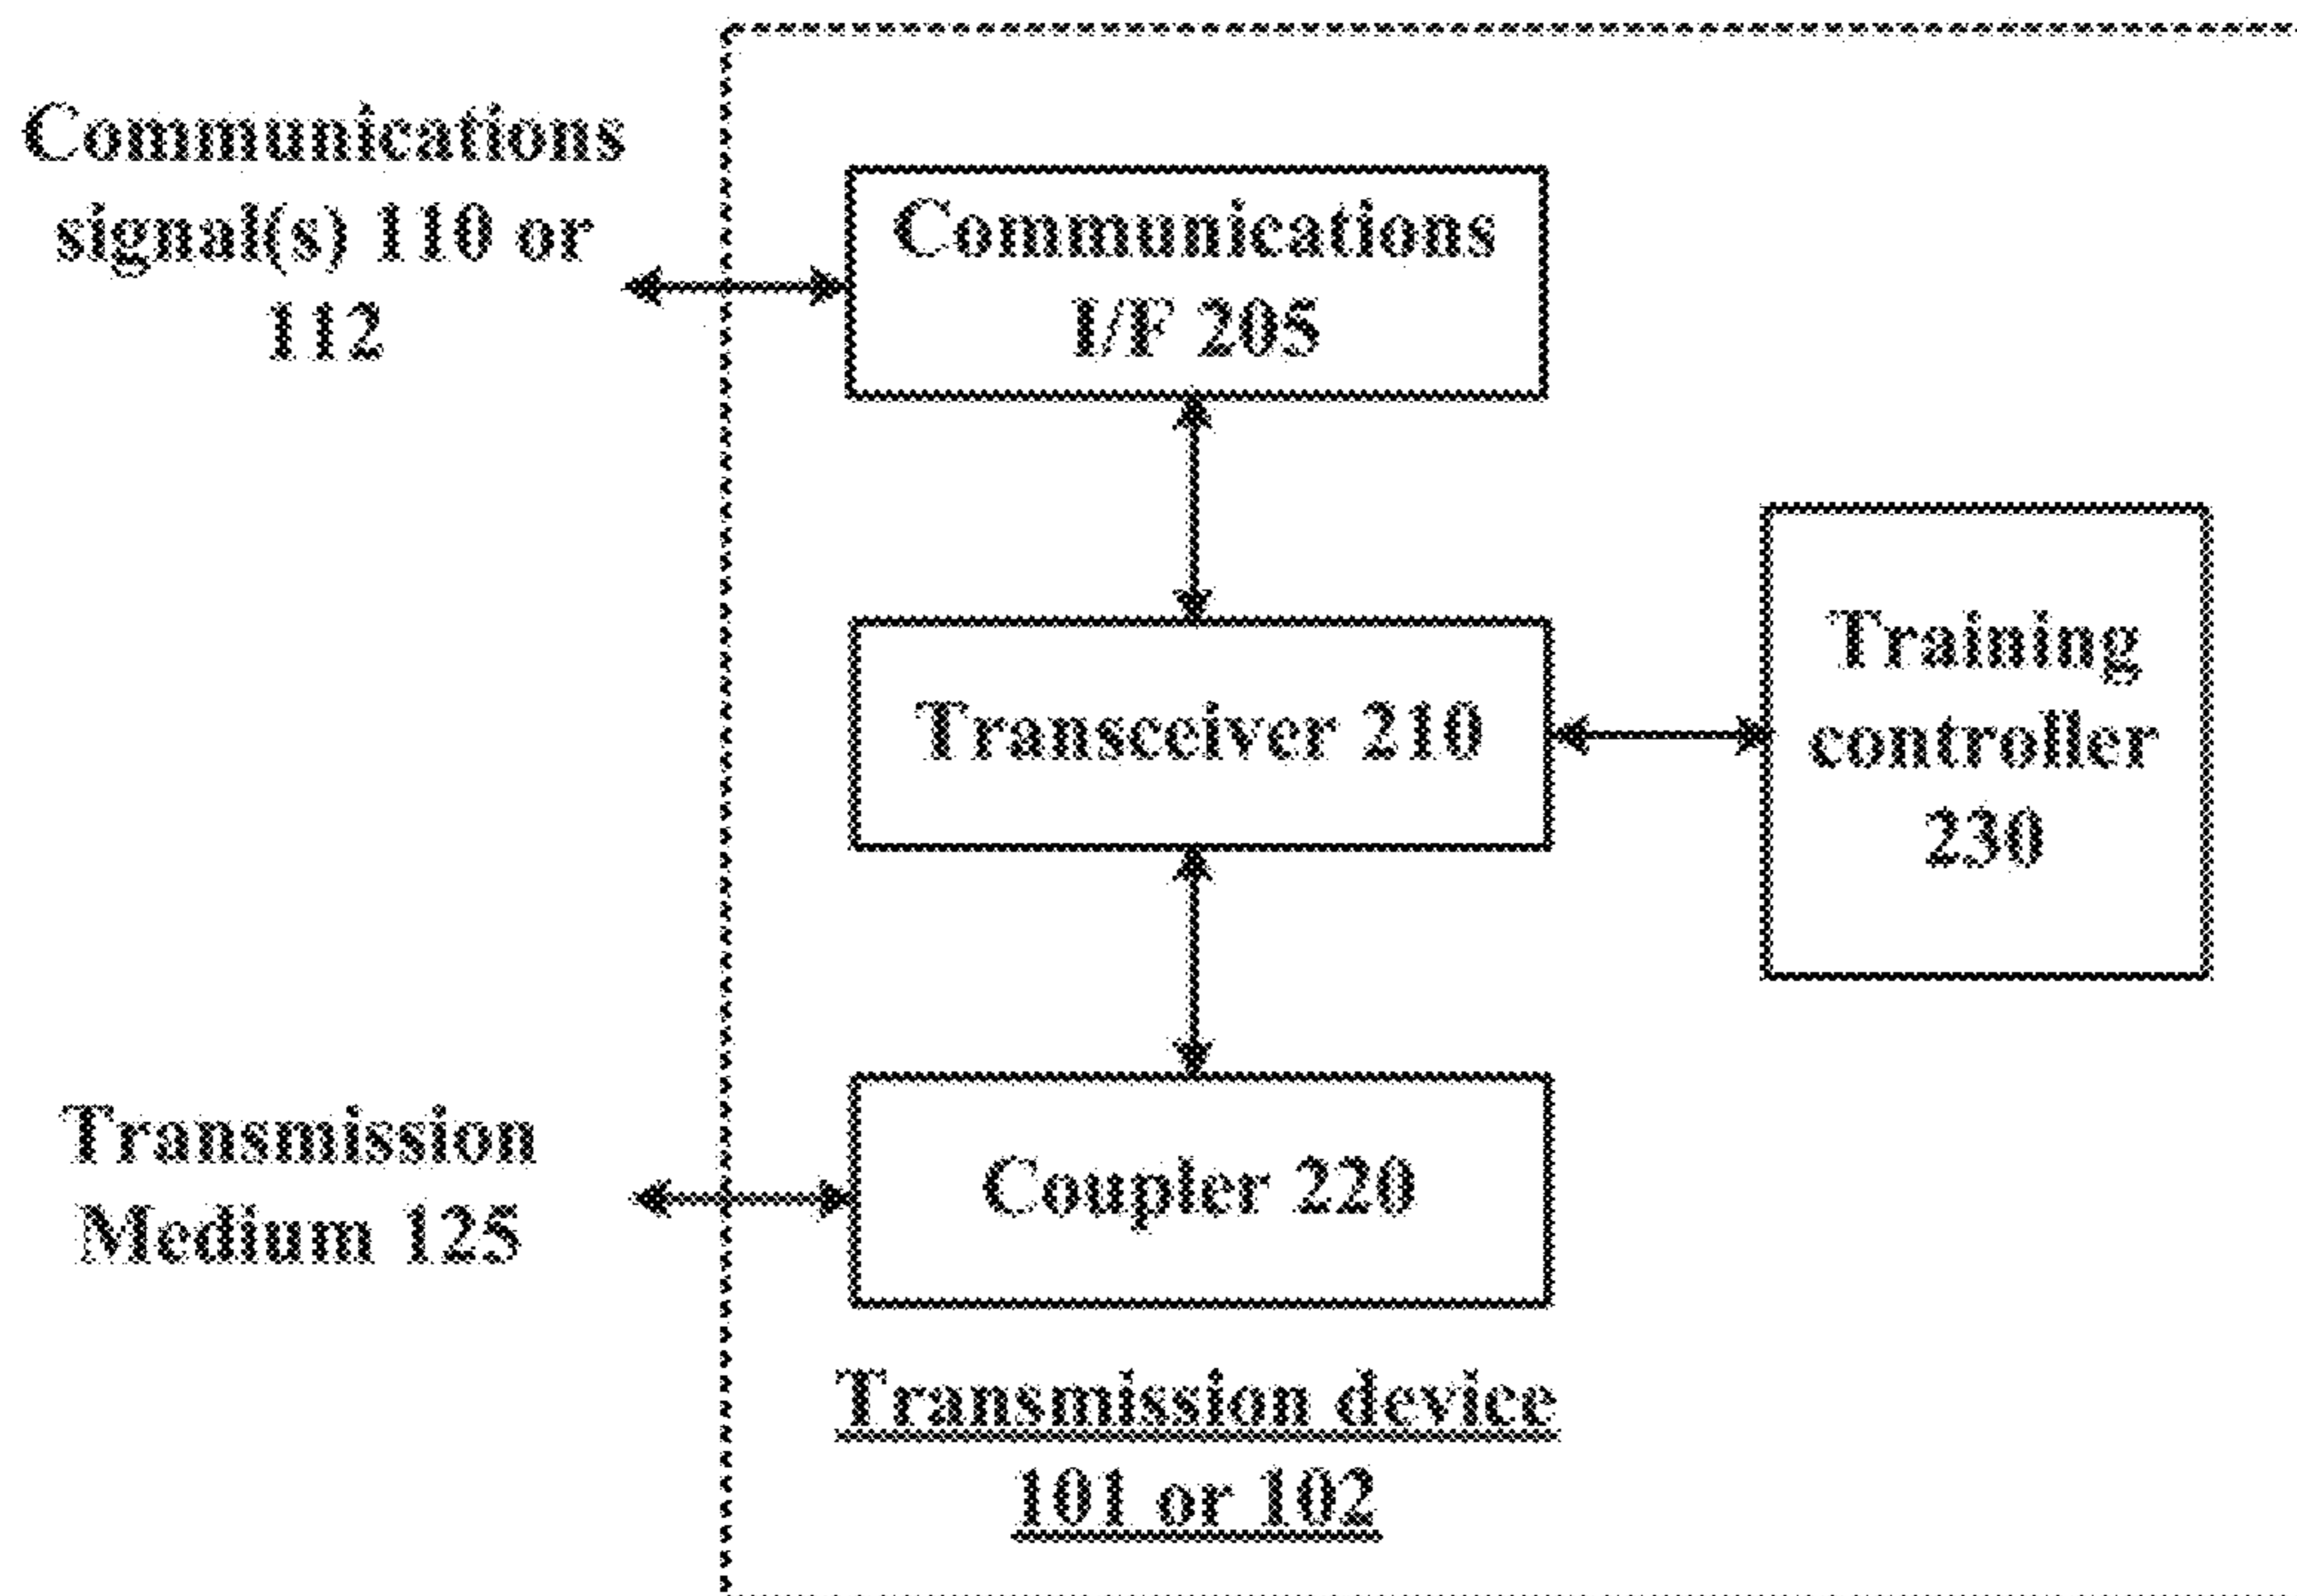 Communications
signal(s) 110 or
112
Communications
I/F 205
Transceiver 210
Training
controller
230
Transmission
Medium 125
Coupler 220
Transmission device
101 or 102